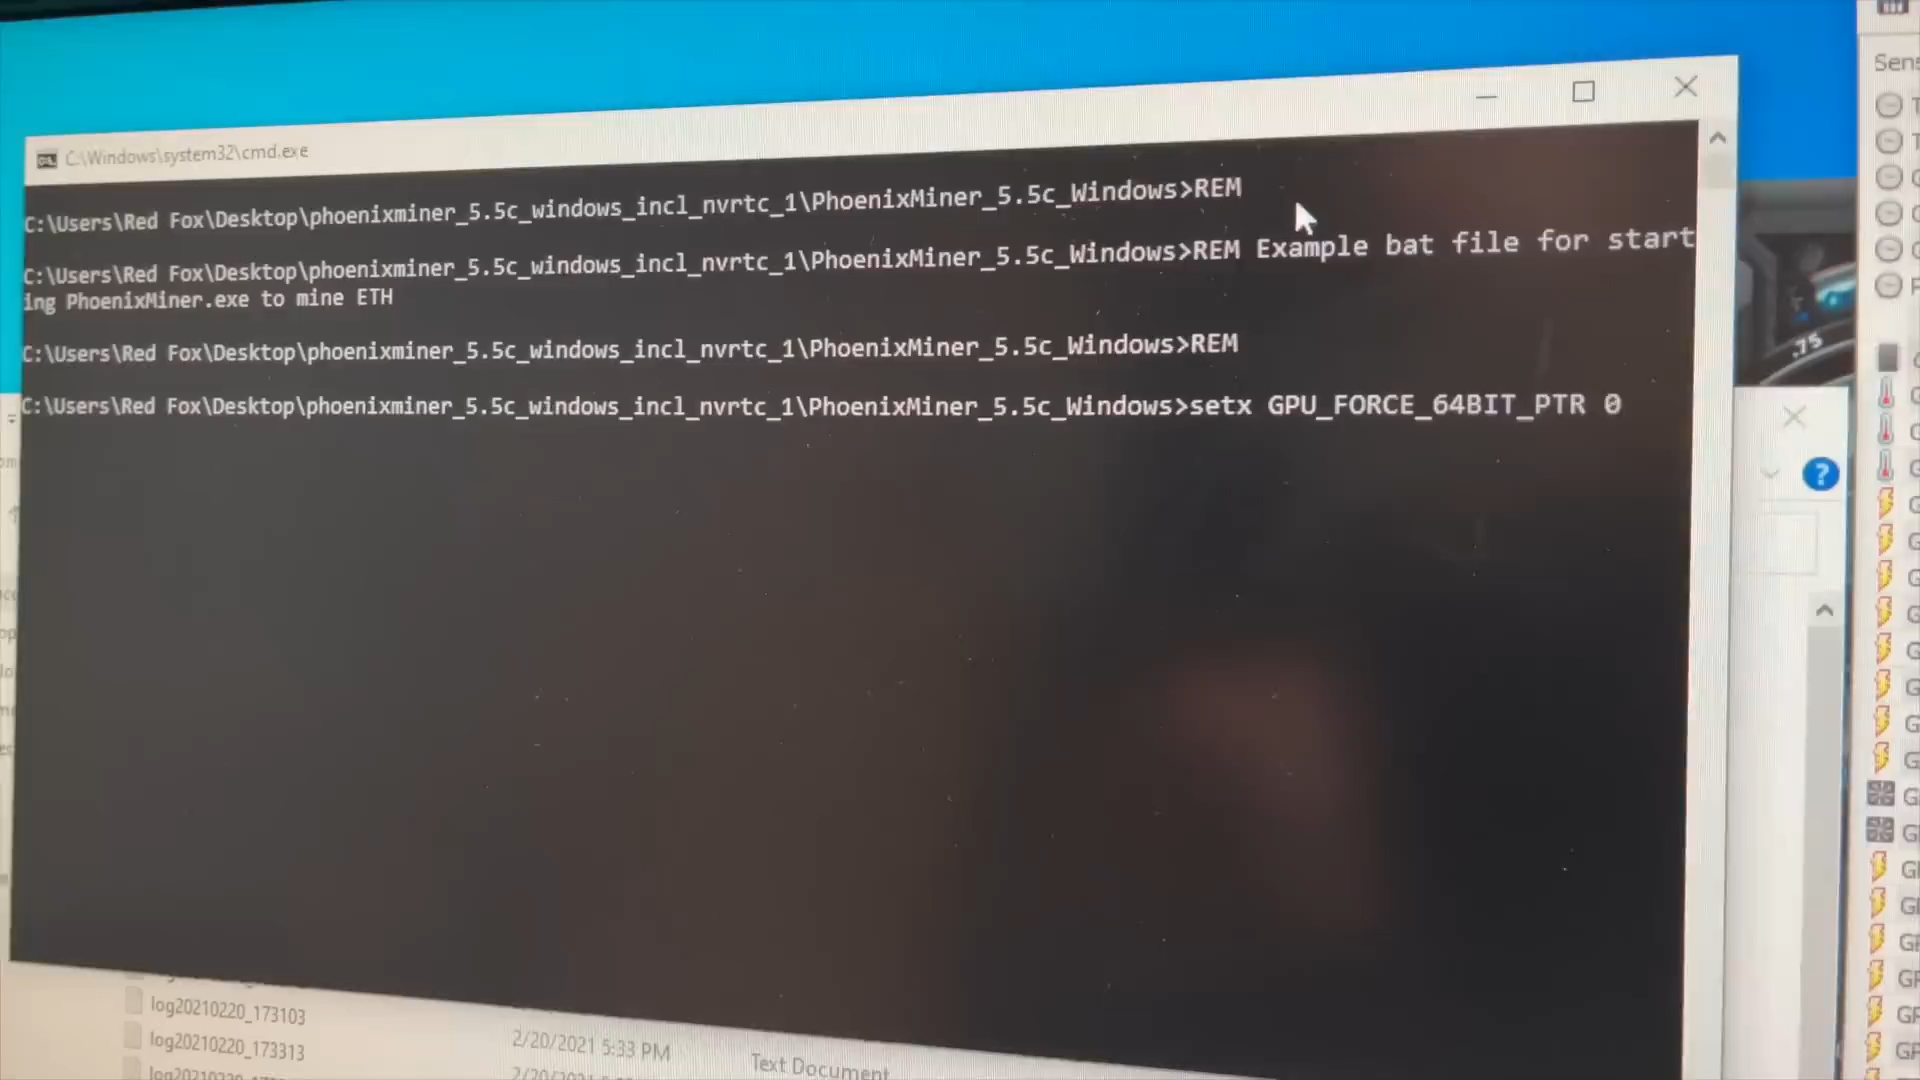 Sens
C:\Windows\system32\cmd.exe
C:\Users\Red Fox\Desktop\phoenixminer_5.5c_windows_incl_nvrtc_1\PhoenixMiner_5.5c_Windows>REM
C:\Users\Red Fox\Desktop\phoenixminer_5.5c_windows_incl_nvrtc_1\PhoenixMiner_5.5c_Windows>REM Example bat file for start
ing PhoenixMiner.exe to mine ETH
C:\Users\Red Fox\Desktop\phoenixminer_5.5c_windows_incl_nvrtc_1\PhoenixMiner_5.5c_Windows>REM
C:\Users\Red Fox\Desktop\phoenixminer_5.5c_windows_incl_nvrtc_1\PhoenixMiner_5.5c_Windows>setx GPU_FORCE_64BIT_PTR 0
.75
?
log20210220_173103
log20210220_173313 2/20/2021 5:33 PM Text Document